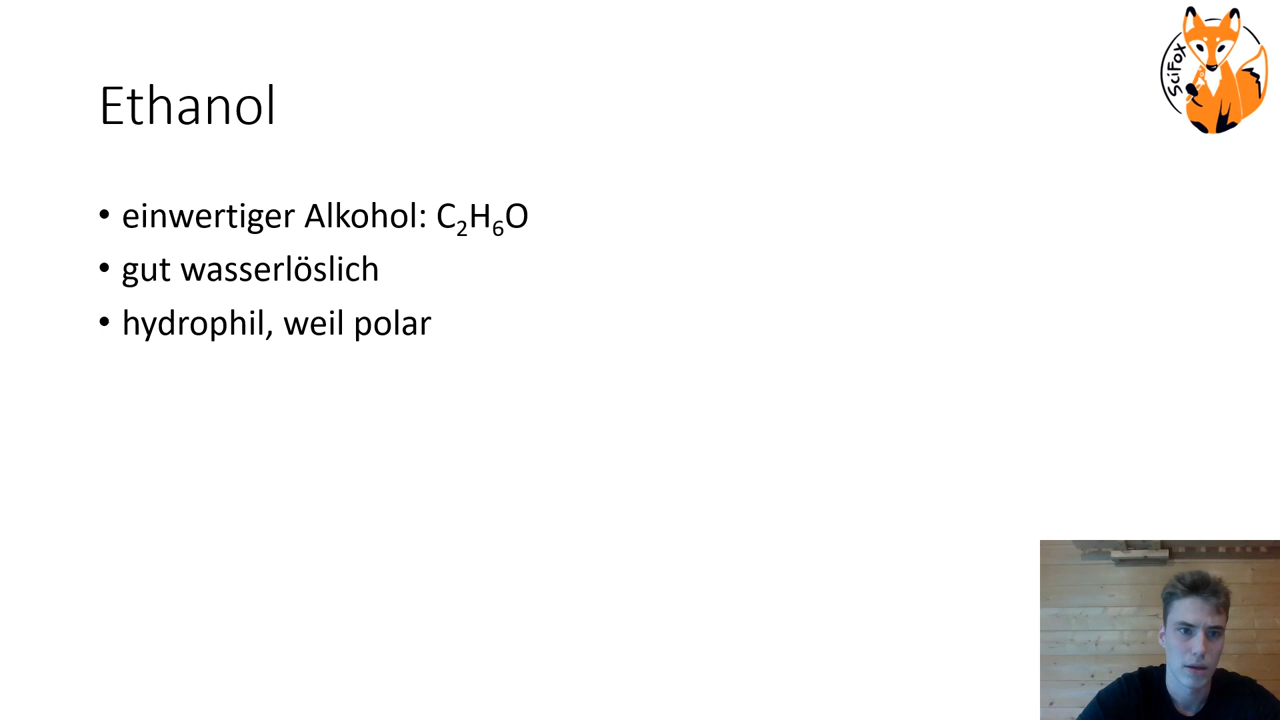 SciFox
Ethanol
• einwertiger Alkohol: C₂H₆O
• gut wasserlöslich
• hydrophil, weil polar